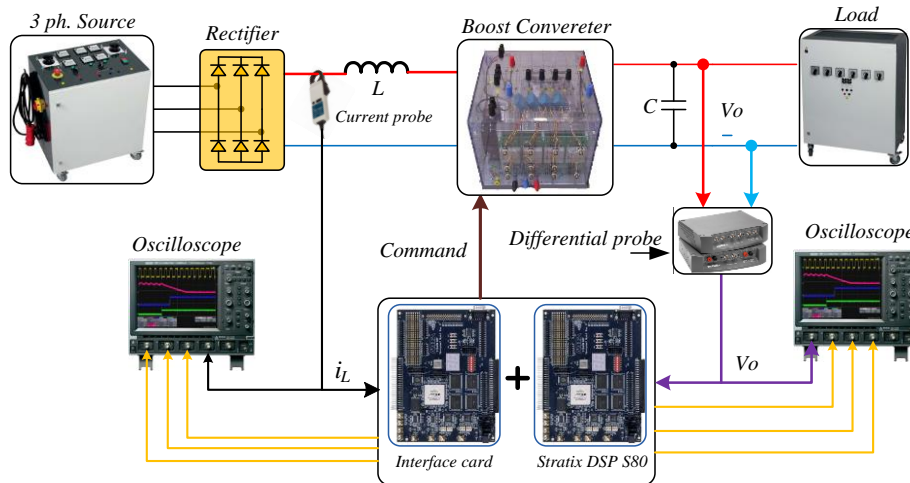 3 ph. Source
Rectifier
Boost Convereter
Load
L
Current probe
C
Vo
Oscilloscope
Command
Differential probe
Oscilloscope
i_L
+
Vo
Interface card
Stratix DSP S80